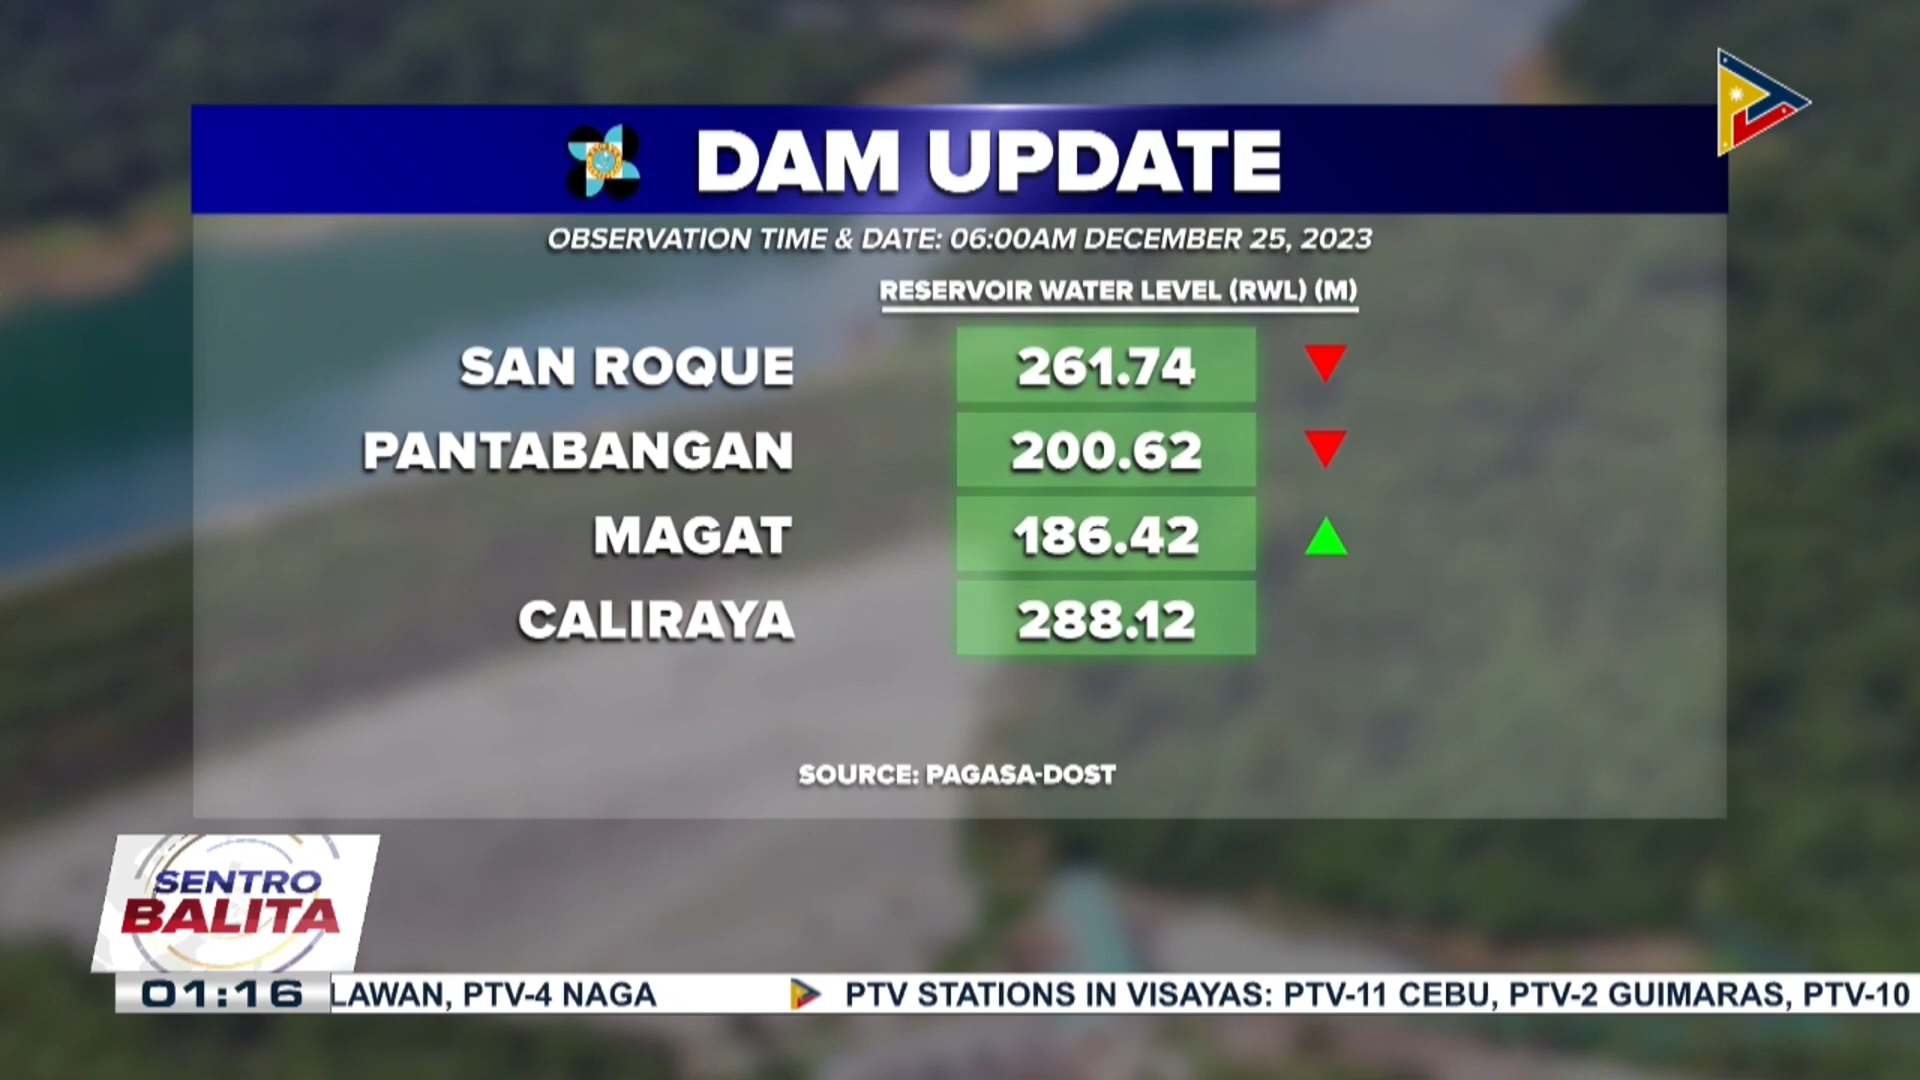 DAM UPDATE
OBSERVATION TIME & DATE: 06:00AM DECEMBER 25, 2023
RESERVOIR WATER LEVEL (RWL) (M)
SAN ROQUE 261.74
PANTABANGAN 200.62
MAGAT 186.42
CALIRAYA 288.12
SOURCE: PAGASA-DOST
SENTRO
BALITA
01:16 LAWAN, PTV-4 NAGA PTV STATIONS IN VISAYAS: PTV-11 CEBU, PTV-2 GUIMARAS, PTV-10